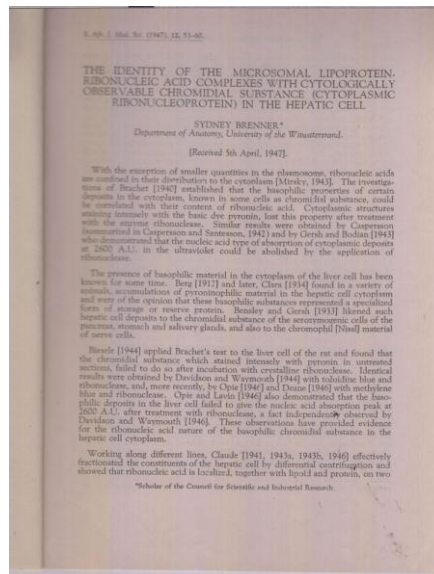 S. Afr. J. Med. Sci. (1947), 12, 53-60.
THE IDENTITY OF THE MICROSOMAL LIPOPROTEIN-
RIBONUCLEIC ACID COMPLEXES WITH CYTOLOGICALLY
OBSERVABLE CHROMIDIAL SUBSTANCE (CYTOPLASMIC
RIBONUCLEOPROTEIN) IN THE HEPATIC CELL
SYDNEY BRENNER*
Department of Anatomy, University of the Witwatersrand.
[Received 5th April, 1947].
With the exception of smaller quantities in the plasmosome, ribonucleic acids
are confined in their distribution to the cytoplasm [Mirsky, 1943]. The investiga-
tions of Brachet [1940] established that the basophilic properties of certain
deposits in the cytoplasm, known in some cells as chromidial substance, could
be correlated with their content of ribonucleic acid. Cytoplasmic structures
staining intensely with the basic dye pyronin, lost this property after treatment
with the enzyme ribonuclease. Similar results were obtained by Caspersson
[summarized in Caspersson and Santesson, 1942] and by Gersh and Bodian [1943]
who demonstrated that the nucleic acid type of absorption of cytoplasmic deposits
at 2600 A.U. in the ultraviolet could be abolished by the application of
ribonuclease.
The presence of basophilic material in the cytoplasm of the liver cell has been
known for some time. Berg [1912] and later, Clara [1934] found in a variety of
animals, accumulations of pyroninophilic material in the hepatic cell cytoplasm
and were of the opinion that these basophilic substances represented a specialized
form of storage or reserve protein. Bensley and Gersh [1933] likened such
hepatic cell deposits to the chromidial substance of the serozymogenic cells of the
pancreas, stomach and salivary glands, and also to the chromophil [Nissl] material
of nerve cells.
Biesele [1944] applied Brachet's test to the liver cell of the rat and found that
the chromidial substance which stained intensely with pyronin in untreated
sections, failed to do so after incubation with crystalline ribonuclease. Identical
results were obtained by Davidson and Waymouth [1944] with toluidine blue and
ribonuclease, and, more recently, by Opie [1946] and Deane [1946] with methylene
blue and ribonuclease. Opie and Lavin [1946] also demonstrated that the baso-
philic deposits in the liver cell failed to give the nucleic acid absorption peak at
2600 A.U. after treatment with ribonuclease, a fact independently observed by
Davidson and Waymouth [1946]. These observations have provided evidence
for the ribonucleic acid nature of the basophilic chromidial substance in the
hepatic cell cytoplasm.
Working along different lines, Claude [1941, 1943a, 1943b, 1946] effectively
fractionated the constituents of the hepatic cell by differential centrifugation and
showed that ribonucleic acid is localized, together with lipoid and protein, on two
*Scholar of the Council for Scientific and Industrial Research